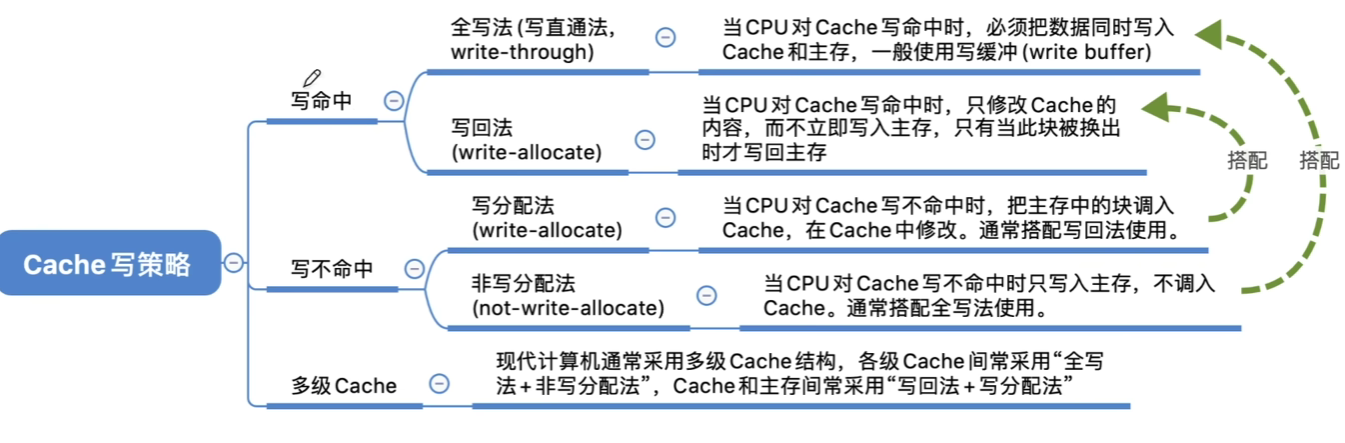 Cache写策略
写命中
全写法 (写直通法,
write-through)
当CPU对Cache写命中时，必须把数据同时写入
Cache和主存，一般使用写缓冲 (write buffer)
写回法
(write-allocate)
当CPU对Cache写命中时，只修改Cache的
内容，而不立即写入主存，只有当此块被换出
时才写回主存
写不命中
写分配法
(write-allocate)
当CPU对Cache写不命中时，把主存中的块调入
Cache，在Cache中修改。通常搭配写回法使用。
非写分配法
(not-write-allocate)
当CPU对Cache写不命中时只写入主存，不调入
Cache。通常搭配全写法使用。
搭配
搭配
多级Cache
现代计算机通常采用多级Cache结构，各级Cache间常采用“全写
法+非写分配法”，Cache和主存间常采用“写回法+写分配法”